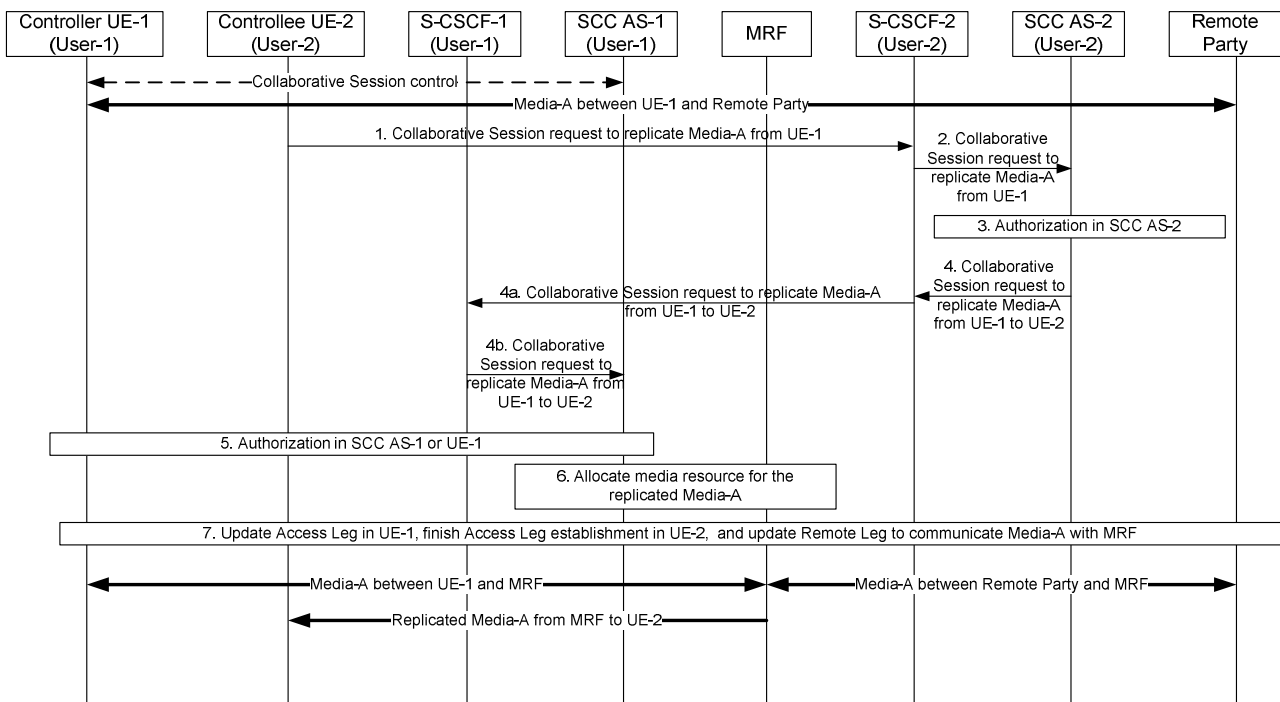 Controller UE-1
(User-1)
Controllee UE-2
(User-2)
S-CSCF-1
(User-1)
SCC AS-1
(User-1)
MRF
S-CSCF-2
(User-2)
SCC AS-2
(User-2)
Remote
Party
Collaborative Session control
Media-A between UE-1 and Remote Party
1. Collaborative Session request to replicate Media-A from UE-1
2. Collaborative
Session request to
replicate Media-A
from UE-1
3. Authorization in SCC AS-2
4. Collaborative
Session request to
replicate Media-A
from UE-1 to UE-2
4a. Collaborative Session request to replicate Media-A
from UE-1 to UE-2
4b. Collaborative
Session request to
replicate Media-A from
UE-1 to UE-2
5. Authorization in SCC AS-1 or UE-1
6. Allocate media resource for the
replicated Media-A
7. Update Access Leg in UE-1, finish Access Leg establishment in UE-2, and update Remote Leg to communicate Media-A with MRF
Media-A between UE-1 and MRF
Media-A between Remote Party and MRF
Replicated Media-A from MRF to UE-2